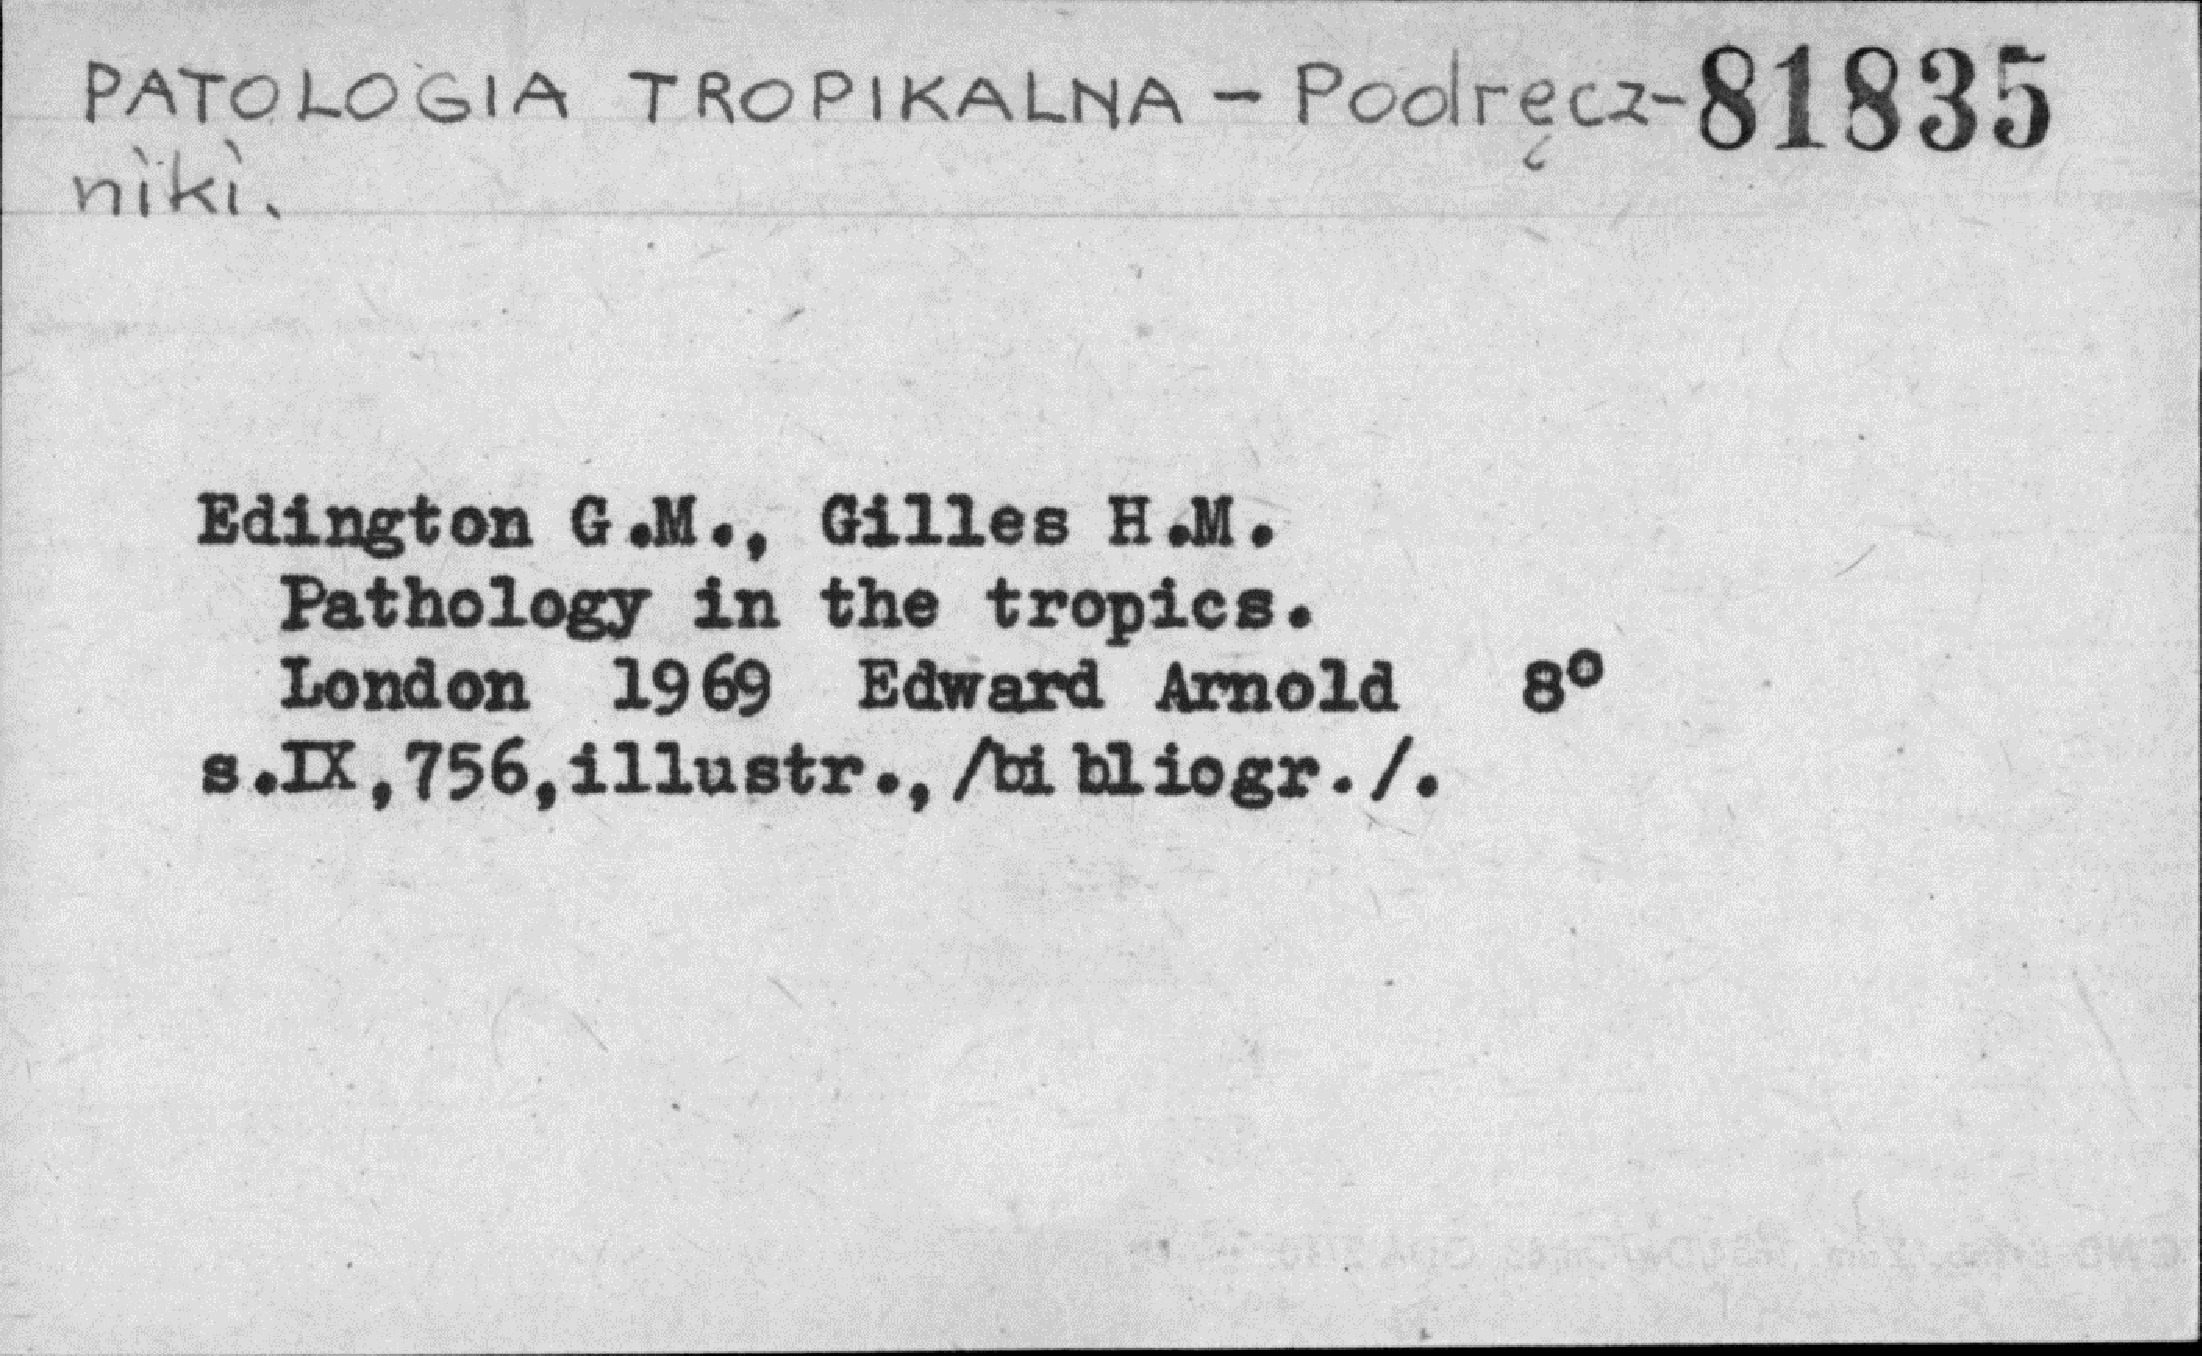 PATOLOGIA TROPIKALNA - Podręcz- 81835
niki.
Edington G.M., Gilles H.M.
Pathology in the tropics.
London 1969 Edward Arnold 8º
s.IX,756,illustr.,/bibliogr./.